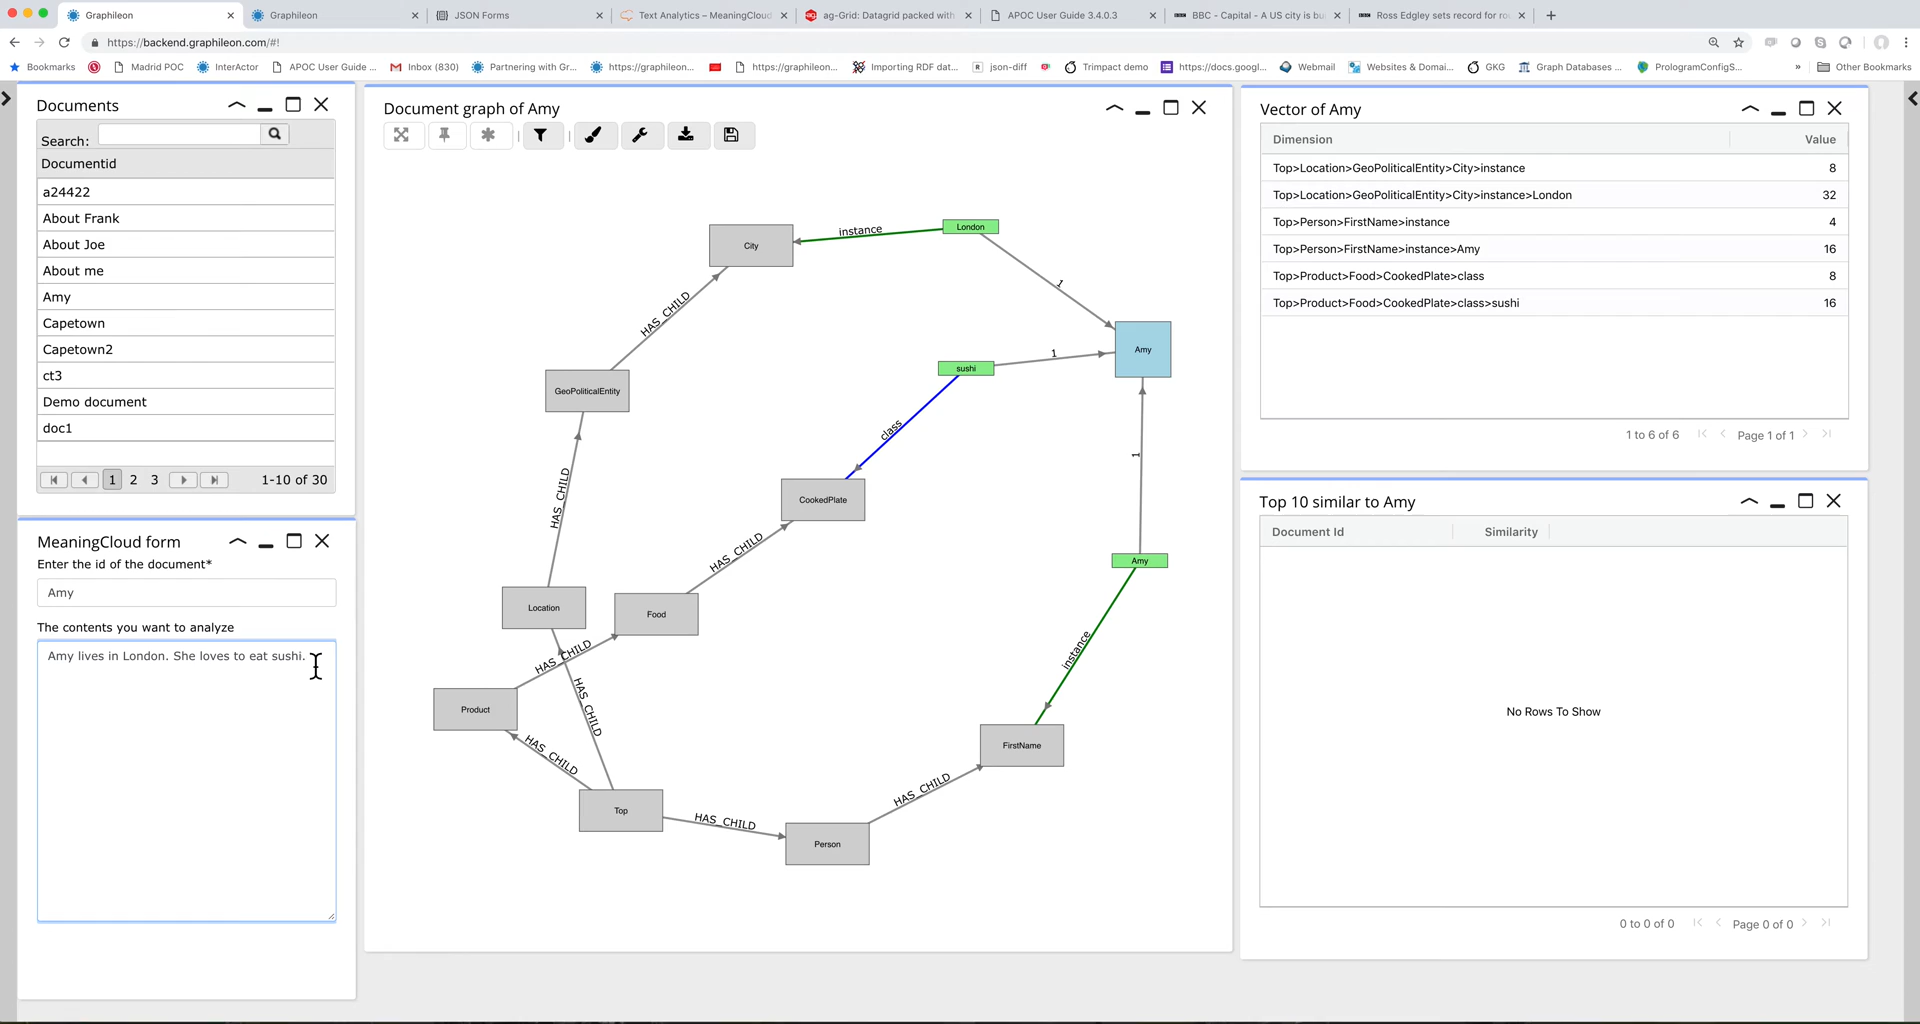 Graphileon
Graphileon
JSON Forms
Text Analytics – MeaningCloud
ag-Grid: Datagrid packed with
APOC User Guide 3.4.0.3
BBC - Capital - A US city is bu
Ross Edgley sets record for ro
https://backend.graphileon.com/#!
Bookmarks
Madrid POC
InterActor
APOC User Guide ...
Inbox (830)
Partnering with Gr...
https://graphileon...
https://graphileon...
Importing RDF dat...
json-diff
Trimpact demo
https://docs.googl...
Webmail
Websites & Domai...
GKG
Graph Databases ...
PrologramConfigS...
»
Other Bookmarks
Documents
Search:
Documentid
a24422
About Frank
About Joe
About me
Amy
Capetown
Capetown2
ct3
Demo document
doc1
1 2 3 1-10 of 30
MeaningCloud form
Enter the id of the document*
Amy
The contents you want to analyze
Amy lives in London. She loves to eat sushi.
Document graph of Amy
London
instance
City
1
HAS_CHILD
Amy
1
sushi
GeoPoliticalEntity
class
1
HAS_CHILD
CookedPlate
HAS_CHILD
Amy
Location
Food
HAS_CHILD
instance
HAS_CHILD
Product
FirstName
HAS_CHILD
HAS_CHILD
Top
HAS_CHILD
Person
Vector of Amy
Dimension Value
Top>Location>GeoPoliticalEntity>City>instance 8
Top>Location>GeoPoliticalEntity>City>instance>London 32
Top>Person>FirstName>instance 4
Top>Person>FirstName>instance>Amy 16
Top>Product>Food>CookedPlate>class 8
Top>Product>Food>CookedPlate>class>sushi 16
1 to 6 of 6 Page 1 of 1
Top 10 similar to Amy
Document Id Similarity
No Rows To Show
0 to 0 of 0 Page 0 of 0